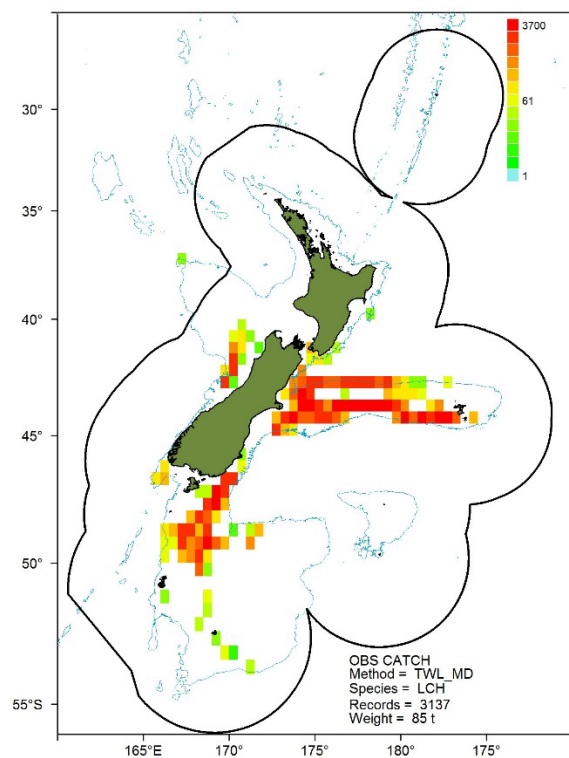 3700
61
1
30°
35°
40°
45°
50°
55°S
OBS CATCH
Method = TWL_MD
Species = LCH
Records = 3137
Weight = 85 t
165°E 170° 175° 180° 175°